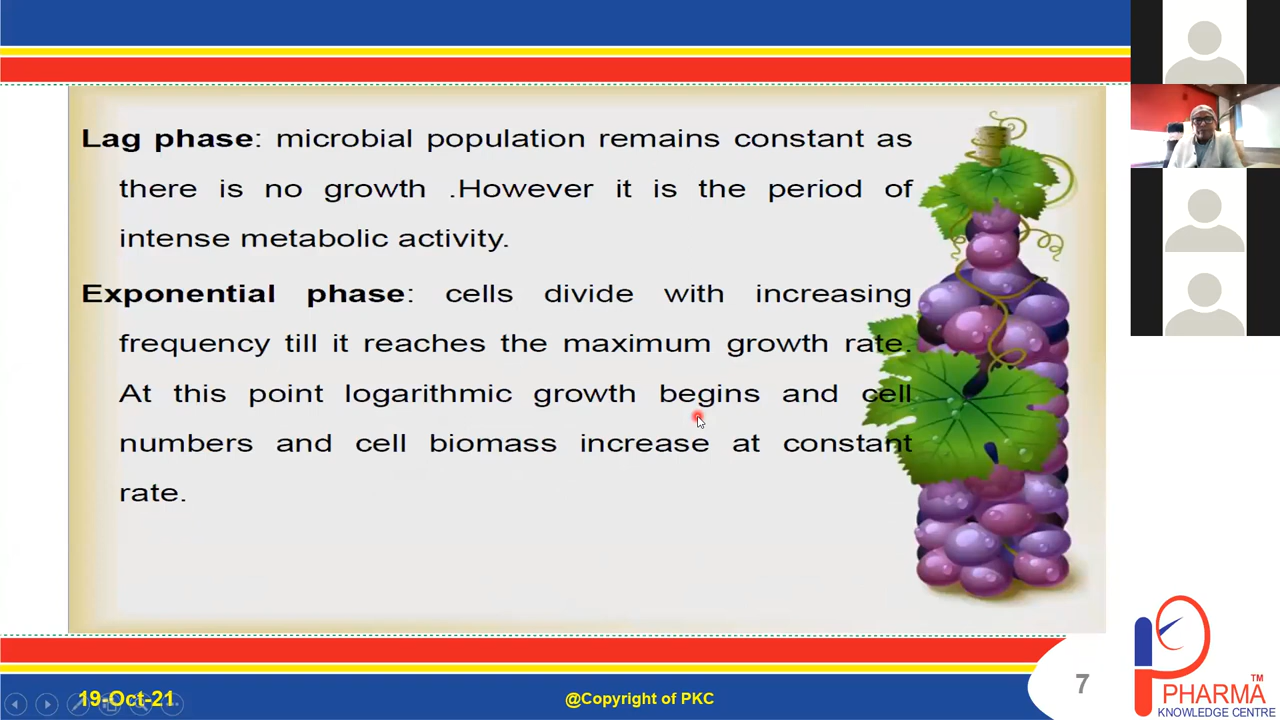 Lag phase: microbial population remains constant as
there is no growth .However it is the period of
intense metabolic activity.
Exponential phase: cells divide with increasing
frequency till it reaches the maximum growth rate.
At this point logarithmic growth begins and cell
numbers and cell biomass increase at constant
rate.
19-Oct-21
@Copyright of PKC
7
PHARMA TM
KNOWLEDGE CENTRE